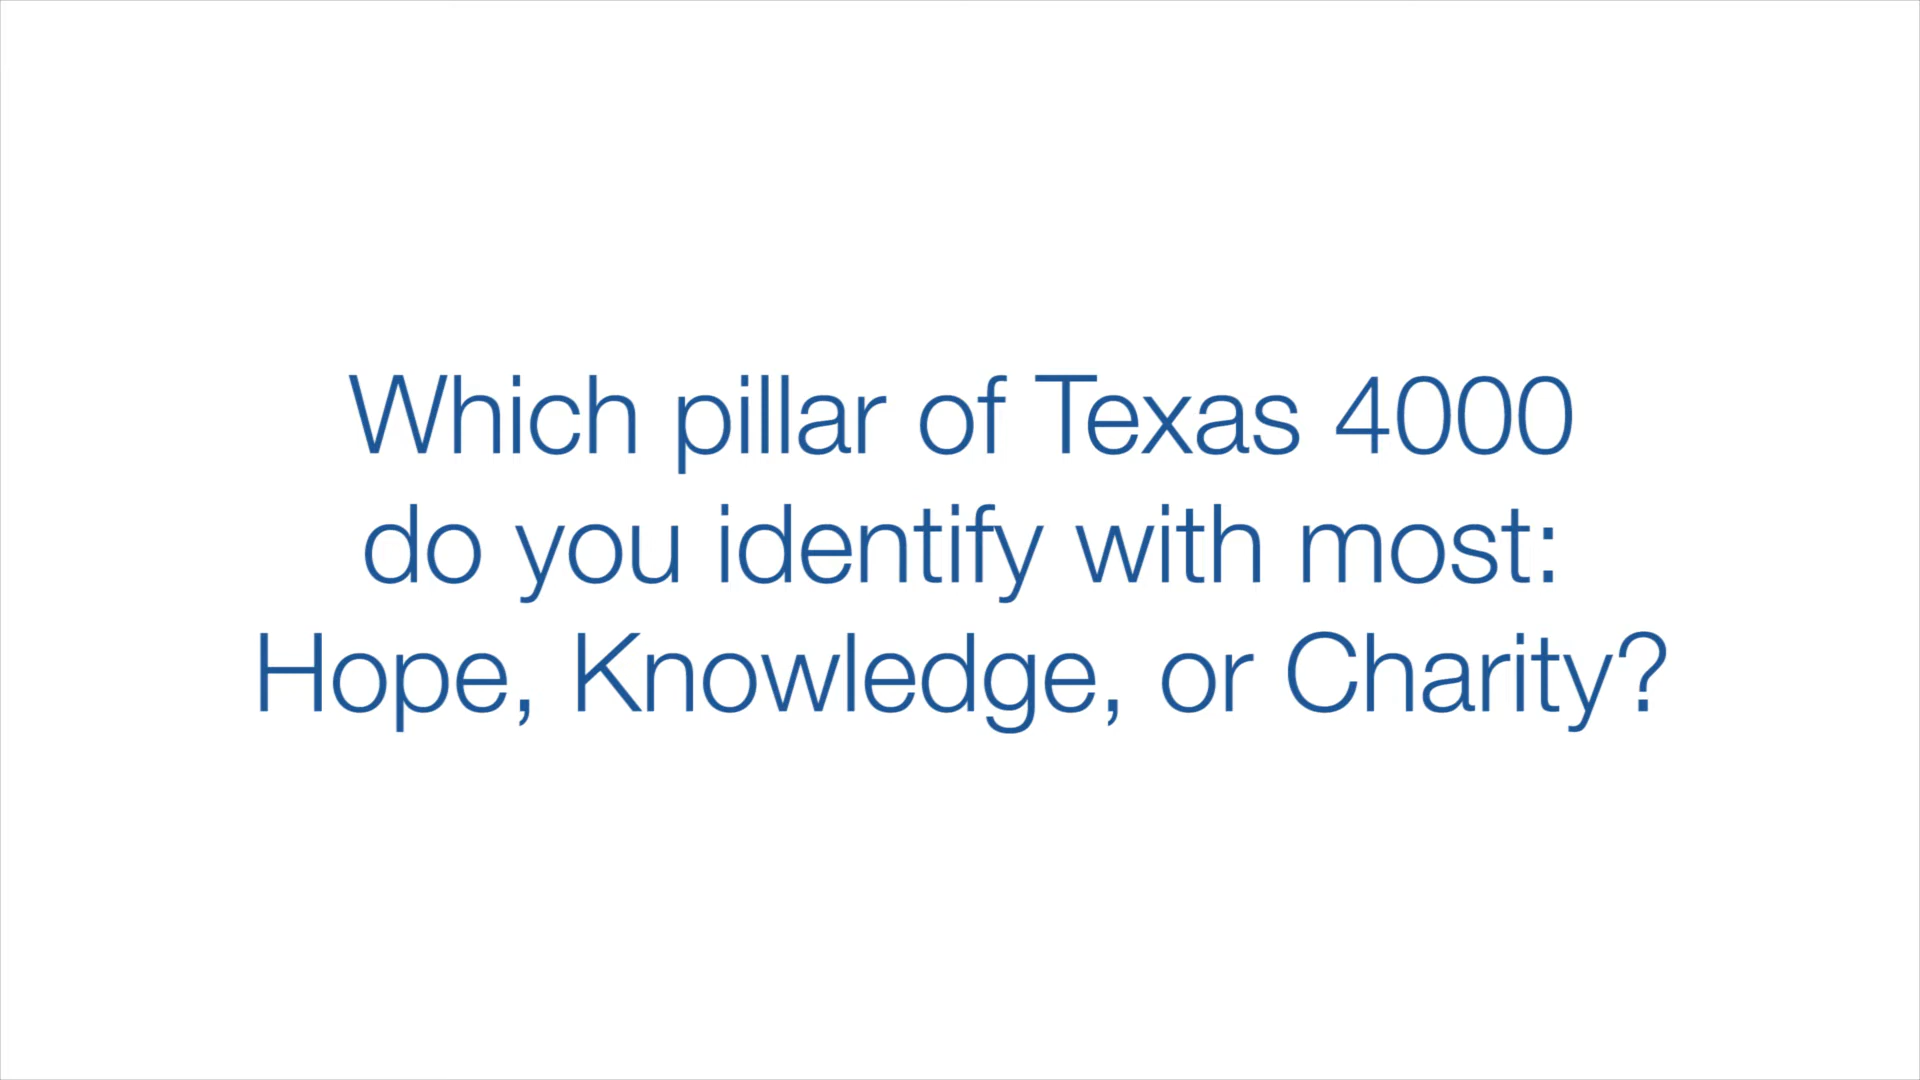 Which pillar of Texas 4000
do you identify with most:
Hope, Knowledge, or Charity?